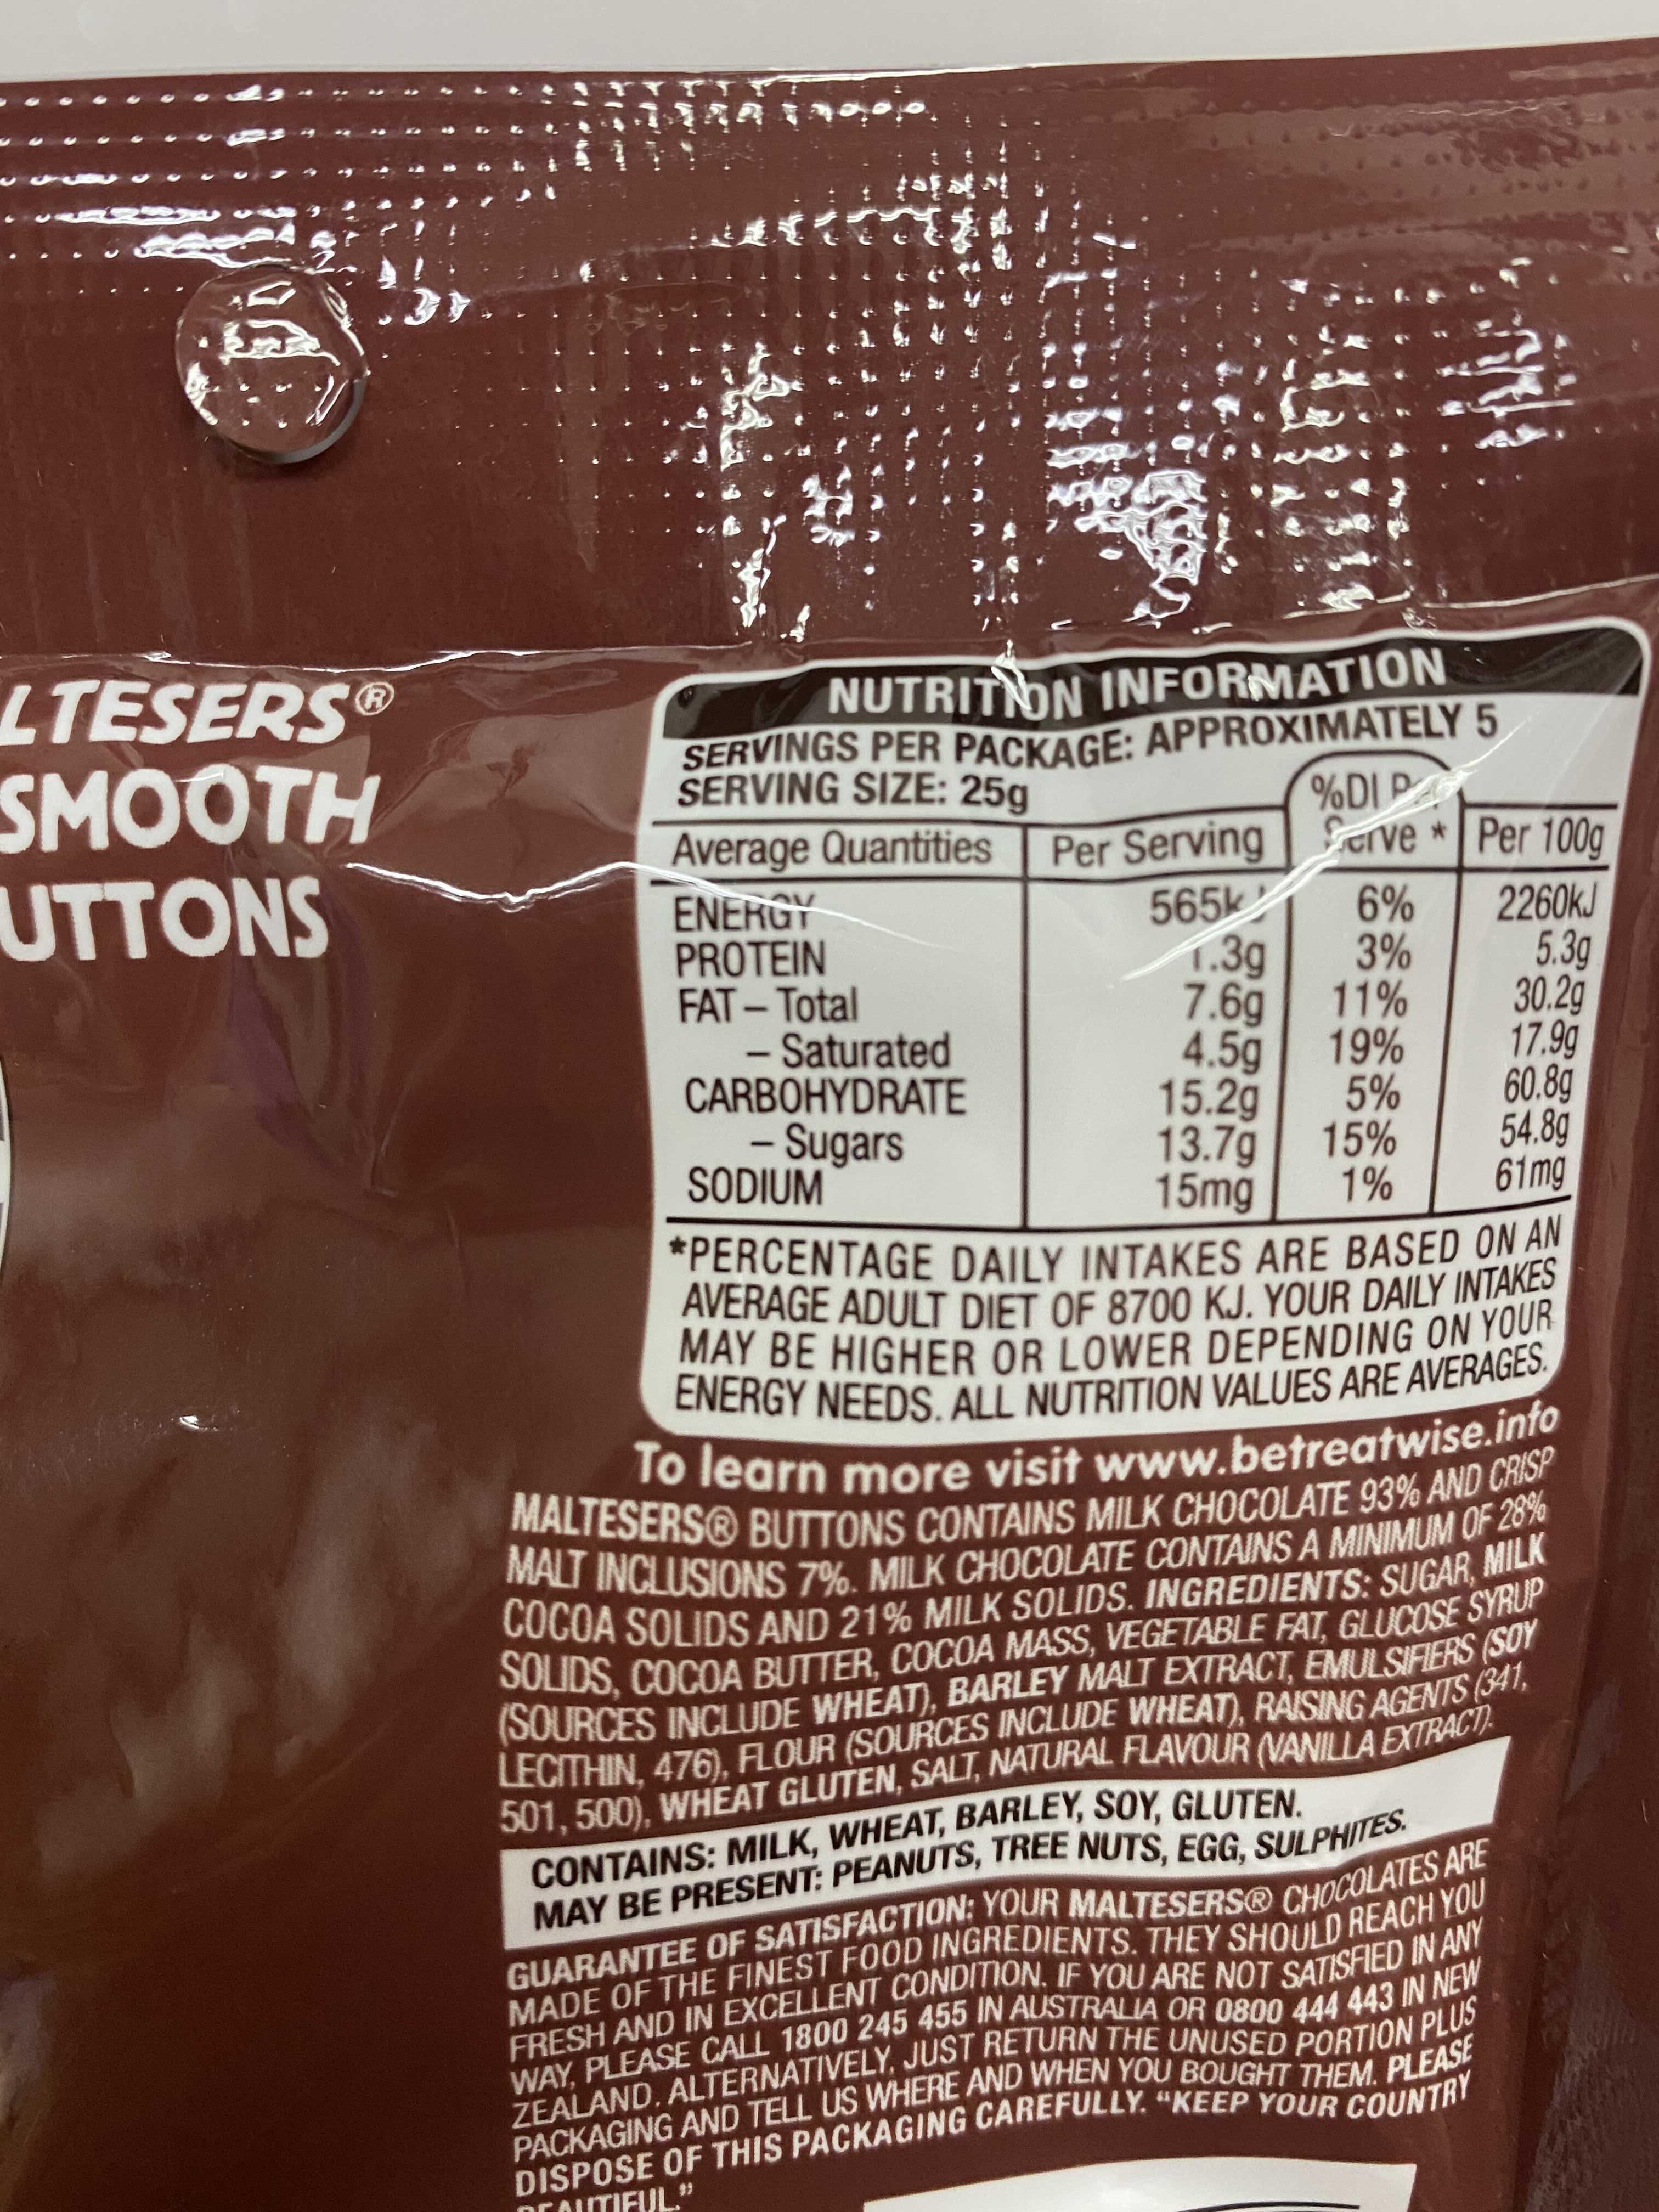 LTESERS®
SMOOTH
UTTONS
NUTRITION INFORMATION
SERVINGS PER PACKAGE: APPROXIMATELY 5
SERVING SIZE: 25g
Average Quantities Per Serving %DI Per Serve * Per 100g
ENERGY 565kJ 6% 2260kJ
PROTEIN 1.3g 3% 5.3g
FAT – Total 7.6g 11% 30.2g
– Saturated 4.5g 19% 17.9g
CARBOHYDRATE 15.2g 5% 60.8g
– Sugars 13.7g 15% 54.8g
SODIUM 15mg 1% 61mg
*PERCENTAGE DAILY INTAKES ARE BASED ON AN
AVERAGE ADULT DIET OF 8700 KJ. YOUR DAILY INTAKES
MAY BE HIGHER OR LOWER DEPENDING ON YOUR
ENERGY NEEDS. ALL NUTRITION VALUES ARE AVERAGES.
To learn more visit www.betreatwise.info
MALTESERS® BUTTONS CONTAINS MILK CHOCOLATE 93% AND CRISP
MALT INCLUSIONS 7%. MILK CHOCOLATE CONTAINS A MINIMUM OF 28%
COCOA SOLIDS AND 21% MILK SOLIDS. INGREDIENTS: SUGAR, MILK
SOLIDS, COCOA BUTTER, COCOA MASS, VEGETABLE FAT, GLUCOSE SYRUP
(SOURCES INCLUDE WHEAT), BARLEY MALT EXTRACT, EMULSIFIERS (SOY
LECITHIN, 476), FLOUR (SOURCES INCLUDE WHEAT), RAISING AGENTS (341,
501, 500), WHEAT GLUTEN, SALT, NATURAL FLAVOUR (VANILLA EXTRACT).
CONTAINS: MILK, WHEAT, BARLEY, SOY, GLUTEN.
MAY BE PRESENT: PEANUTS, TREE NUTS, EGG, SULPHITES.
GUARANTEE OF SATISFACTION: YOUR MALTESERS® CHOCOLATES ARE
MADE OF THE FINEST FOOD INGREDIENTS. THEY SHOULD REACH YOU
FRESH AND IN EXCELLENT CONDITION. IF YOU ARE NOT SATISFIED IN ANY
WAY, PLEASE CALL 1800 245 455 IN AUSTRALIA OR 0800 444 443 IN NEW
ZEALAND. ALTERNATIVELY, JUST RETURN THE UNUSED PORTION PLUS
PACKAGING AND TELL US WHERE AND WHEN YOU BOUGHT THEM. PLEASE
DISPOSE OF THIS PACKAGING CAREFULLY. “KEEP YOUR COUNTRY
BEAUTIFUL.”